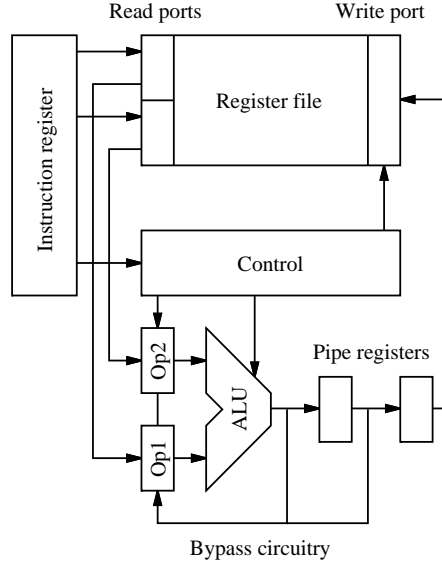 Read ports
Write port
Instruction register
Register file
Control
Op2
ALU
Pipe registers
Op1
Bypass circuitry